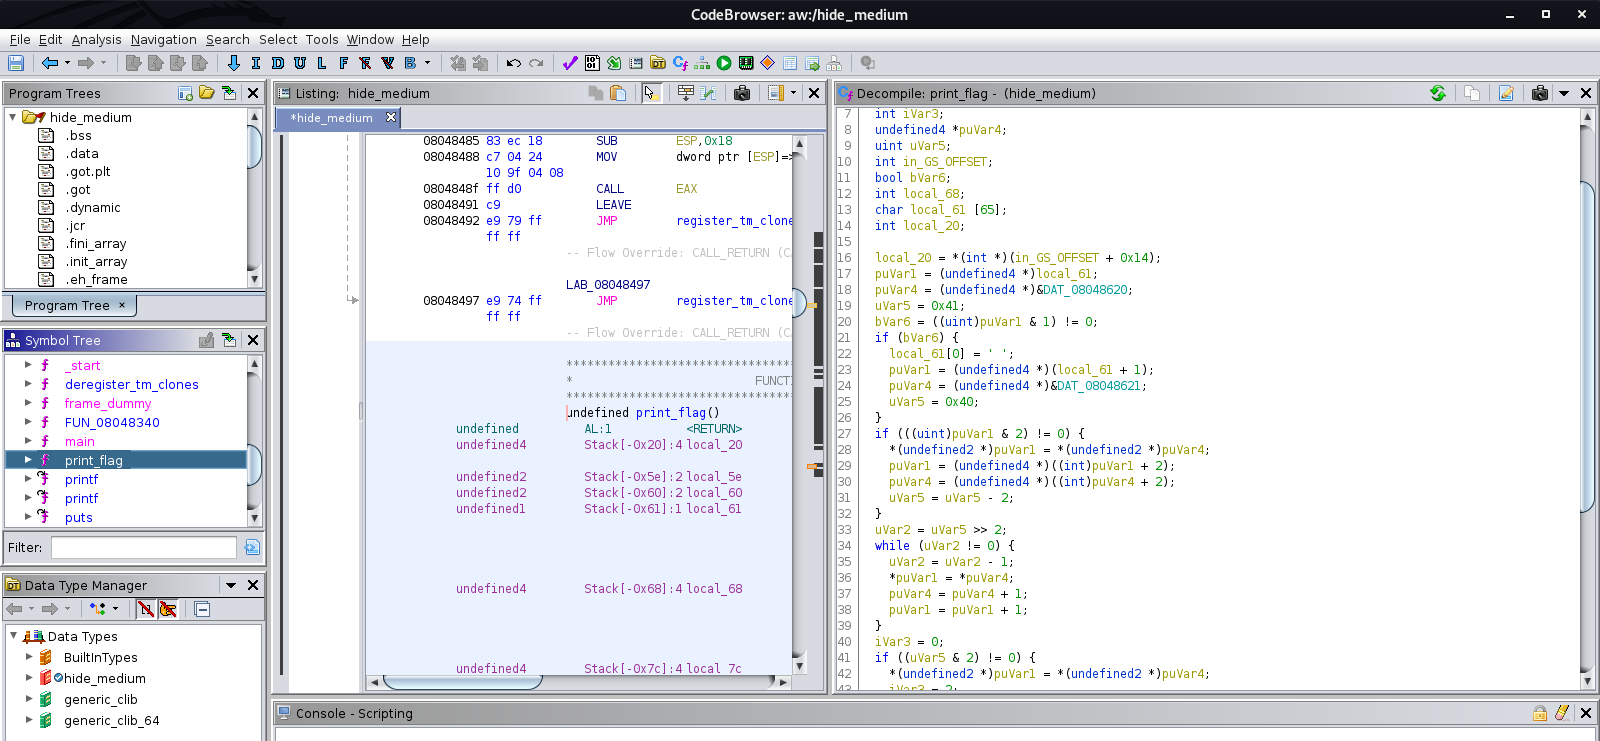 CodeBrowser: aw:/hide_medium
File Edit Analysis Navigation Search Select Tools Window Help
I D U L F F V B
Program Trees
hide_medium
.bss
.data
.got.plt
.got
.dynamic
.jcr
.fini_array
.init_array
.eh_frame
Program Tree ×
Symbol Tree
f _start
f deregister_tm_clones
f frame_dummy
f FUN_08048340
f main
f print_flag
f printf
f printf
f puts
Filter:
Data Type Manager
Data Types
BuiltInTypes
hide_medium
generic_clib
generic_clib_64
Listing: hide_medium
*hide_medium
08048485 83 ec 18 SUB ESP,0x18
08048488 c7 04 24 MOV dword ptr [ESP]=>
10 9f 04 08
0804848f ff d0 CALL EAX
08048491 c9 LEAVE
08048492 e9 79 ff JMP register_tm_clone
ff ff
-- Flow Override: CALL_RETURN (C
LAB_08048497
08048497 e9 74 ff JMP register_tm_clone
ff ff
-- Flow Override: CALL_RETURN (C
*********************************
* FUNCTI
*********************************
undefined print_flag()
undefined AL:1 <RETURN>
undefined4 Stack[-0x20]:4 local_20
undefined2 Stack[-0x5e]:2 local_5e
undefined2 Stack[-0x60]:2 local_60
undefined1 Stack[-0x61]:1 local_61
undefined4 Stack[-0x68]:4 local_68
undefined4 Stack[-0x7c]:4 local_7c
Decompile: print_flag - (hide_medium)
7 int iVar3;
8 undefined4 *puVar4;
9 uint uVar5;
10 int in_GS_OFFSET;
11 bool bVar6;
12 int local_68;
13 char local_61 [65];
14 int local_20;
15
16 local_20 = *(int *)(in_GS_OFFSET + 0x14);
17 puVar1 = (undefined4 *)local_61;
18 puVar4 = (undefined4 *)&DAT_08048620;
19 uVar5 = 0x41;
20 bVar6 = ((uint)puVar1 & 1) != 0;
21 if (bVar6) {
22 local_61[0] = ' ';
23 puVar1 = (undefined4 *)(local_61 + 1);
24 puVar4 = (undefined4 *)&DAT_08048621;
25 uVar5 = 0x40;
26 }
27 if (((uint)puVar1 & 2) != 0) {
28 *(undefined2 *)puVar1 = *(undefined2 *)puVar4;
29 puVar1 = (undefined4 *)((int)puVar1 + 2);
30 puVar4 = (undefined4 *)((int)puVar4 + 2);
31 uVar5 = uVar5 - 2;
32 }
33 uVar2 = uVar5 >> 2;
34 while (uVar2 != 0) {
35 uVar2 = uVar2 - 1;
36 *puVar1 = *puVar4;
37 puVar4 = puVar4 + 1;
38 puVar1 = puVar1 + 1;
39 }
40 iVar3 = 0;
41 if ((uVar5 & 2) != 0) {
42 *(undefined2 *)puVar1 = *(undefined2 *)puVar4;
43 iVar3 = 2;
Console - Scripting